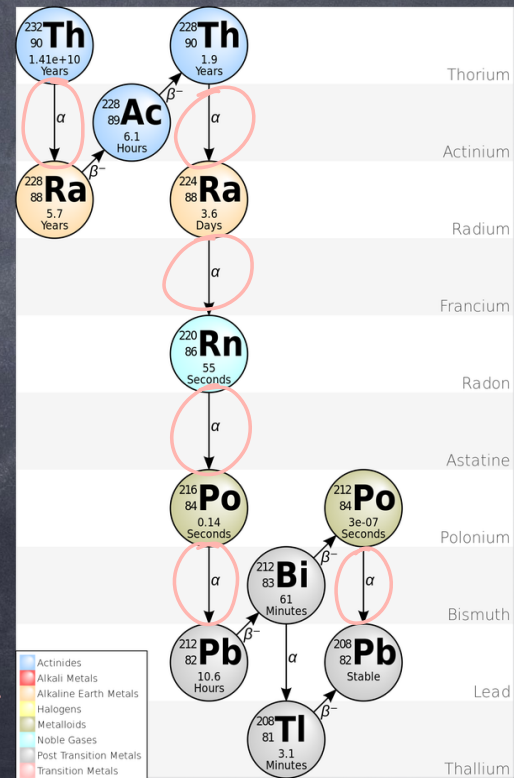 232
90 Th
1.41e+10
Years
228
90 Th
1.9
Years
Thorium
α
β−
228
89 Ac
6.1
Hours
α
Actinium
β−
228
88 Ra
5.7
Years
224
88 Ra
3.6
Days
Radium
α
Francium
220
86 Rn
55
Seconds
Radon
α
Astatine
216
84 Po
0.14
Seconds
212
84 Po
3e-07
Seconds
Polonium
α
β−
212
83 Bi
61
Minutes
α
Bismuth
β−
212
82 Pb
10.6
Hours
α
208
82 Pb
Stable
Lead
β−
208
81 Tl
3.1
Minutes
Thallium
Actinides
Alkali Metals
Alkaline Earth Metals
Halogens
Metalloids
Noble Gases
Post Transition Metals
Transition Metals